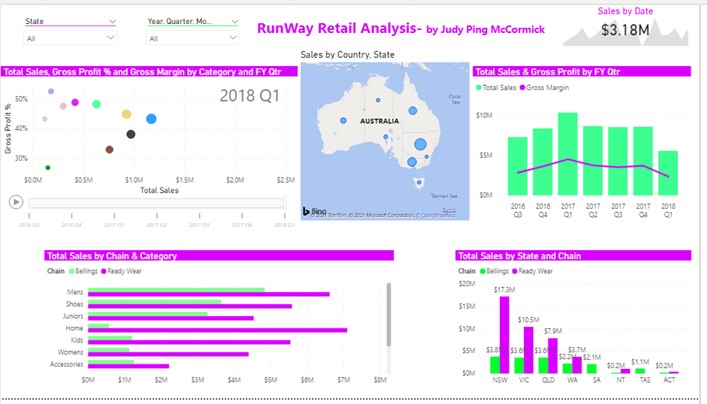 State
All
Year, Quarter, Mo...
All
RunWay Retail Analysis- by Judy Ping McCormick
Sales by Date
$3.18M
Total Sales, Gross Profit % and Gross Margin by Category and FY Qtr
2018 Q1
Gross Profit %
50%
40%
30%
$0.0M $0.5M $1.0M $1.5M $2.0M $2.5M
Total Sales
2016 Q3 2016 Q4 2017 Q1 2017 Q2 2017 Q3 2017 Q4 2018 Q1
Sales by Country, State
Coral
Sea
AUSTRALIA
Tasman Sea
Bing
© 2021 TomTom, © 2021 Microsoft Corporation, © OpenStreetMap
Total Sales & Gross Profit by FY Qtr
Total Sales Gross Margin
$10M
$5M
$0M
2016 Q3
2016 Q4
2017 Q1
2017 Q2
2017 Q3
2017 Q4
2018 Q1
Total Sales by Chain & Category
Chain Bellings Ready Wear
Mens
Shoes
Juniors
Home
Kids
Womens
Accessories
$0M $1M $2M $3M $4M $5M $6M $7M $8M
Total Sales by State and Chain
Chain Bellings Ready Wear
$20M
$15M
$10M
$5M
$0M
$17.3M
$10.5M
$7.9M
$3.7M
$2.1M
$0.2M
$1.1M
$0.2M
NSW VIC QLD WA SA NT TAS ACT